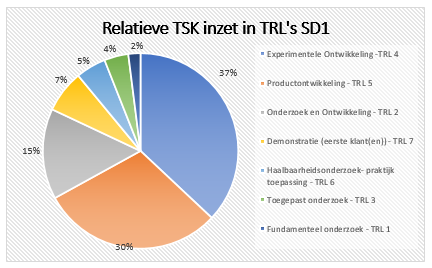 Relatieve TSK inzet in TRL's SD1
2%
4%
5%
7%
15%
30%
37%
Experimentele Ontwikkeling -TRL 4
Productontwikkeling - TRL 5
Onderzoek en Ontwikkeling - TRL 2
Demonstratie (eerste klant(en)) - TRL 7
Haalbaarheidsonderzoek- praktijk
toepassing - TRL 6
Toegepast onderzoek - TRL 3
Fundamenteel onderzoek - TRL 1